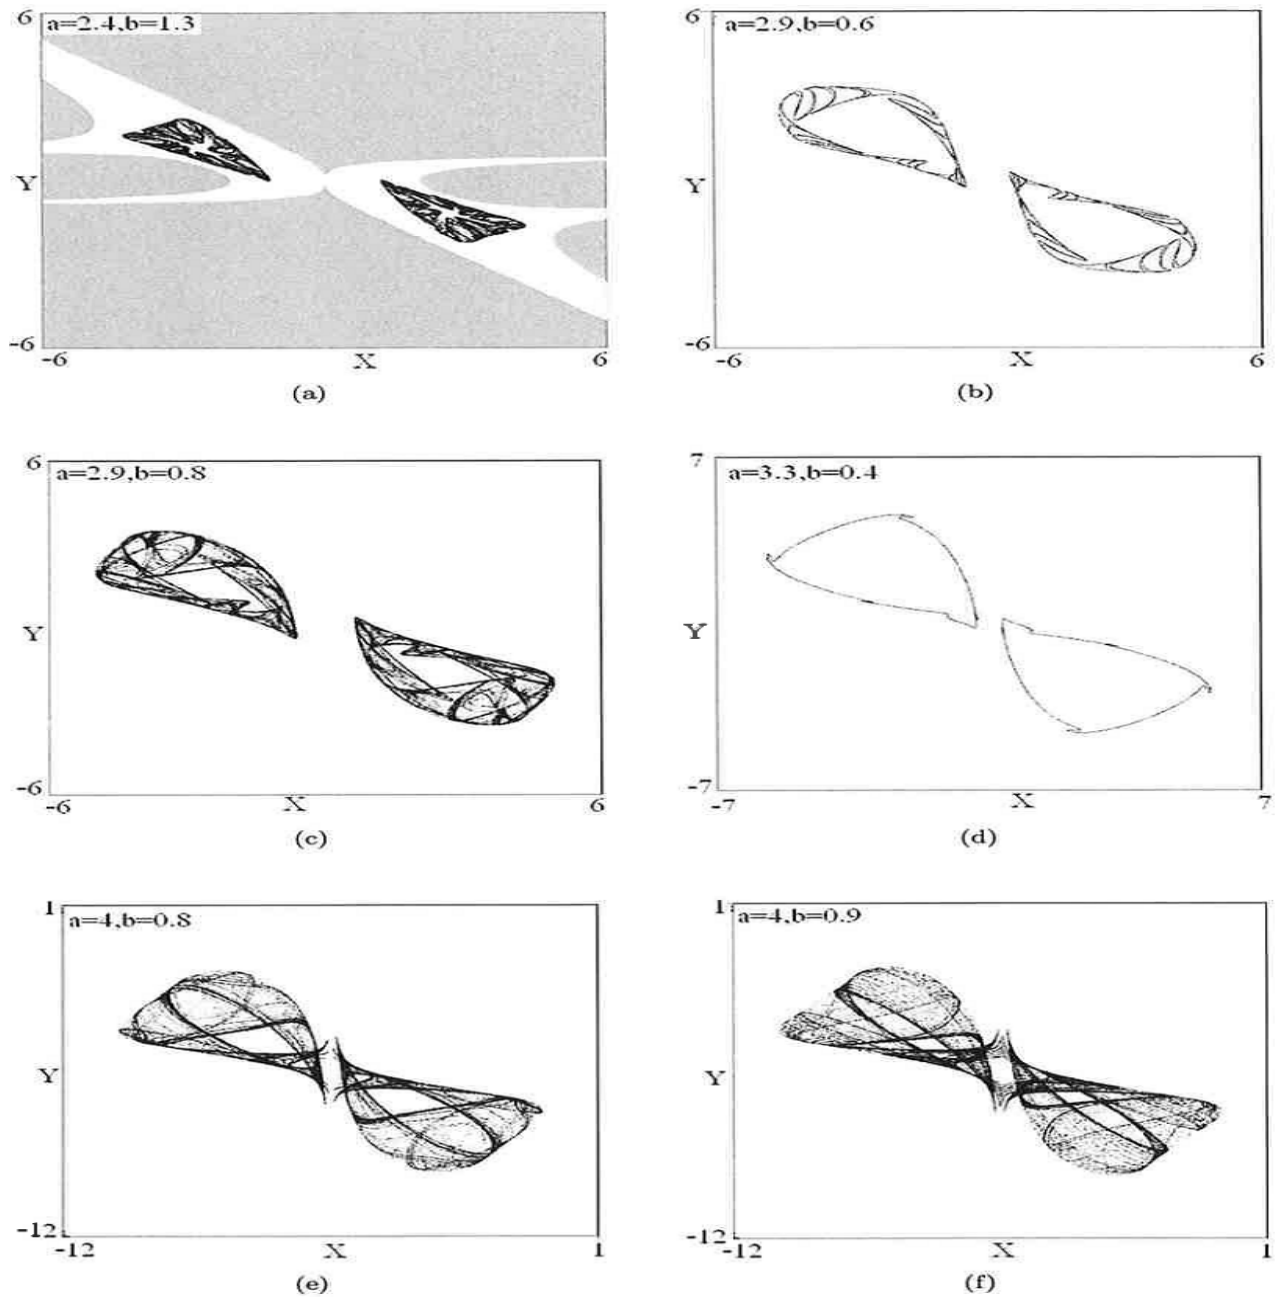 6
a=2.4,b=1.3
Y
-6
-6 X 6
(a)
6
a=2.9,b=0.6
Y
-6
-6 X 6
(b)
6
a=2.9,b=0.8
Y
-6
-6 X 6
(c)
7
a=3.3,b=0.4
Y
-7
-7 X 7
(d)
1
a=4,b=0.8
Y
-12
-12 X 1
(e)
1
a=4,b=0.9
Y
-12
-12 X 1
(f)